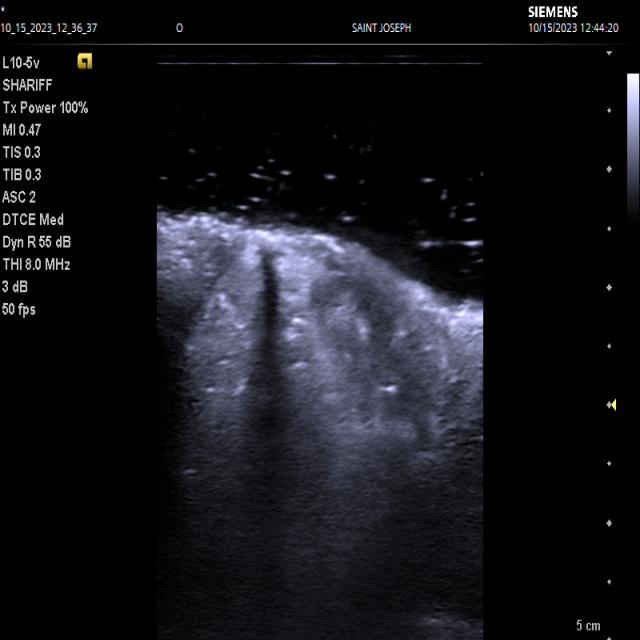 *
SIEMENS
10_15_2023_12_36_37 O SAINT JOSEPH 10/15/2023 12:44:20
L10-5v
SHARIFF
Tx Power 100%
MI 0.47
TIS 0.3
TIB 0.3
ASC 2
DTCE Med
Dyn R 55 dB
THI 8.0 MHz
3 dB
50 fps
5 cm